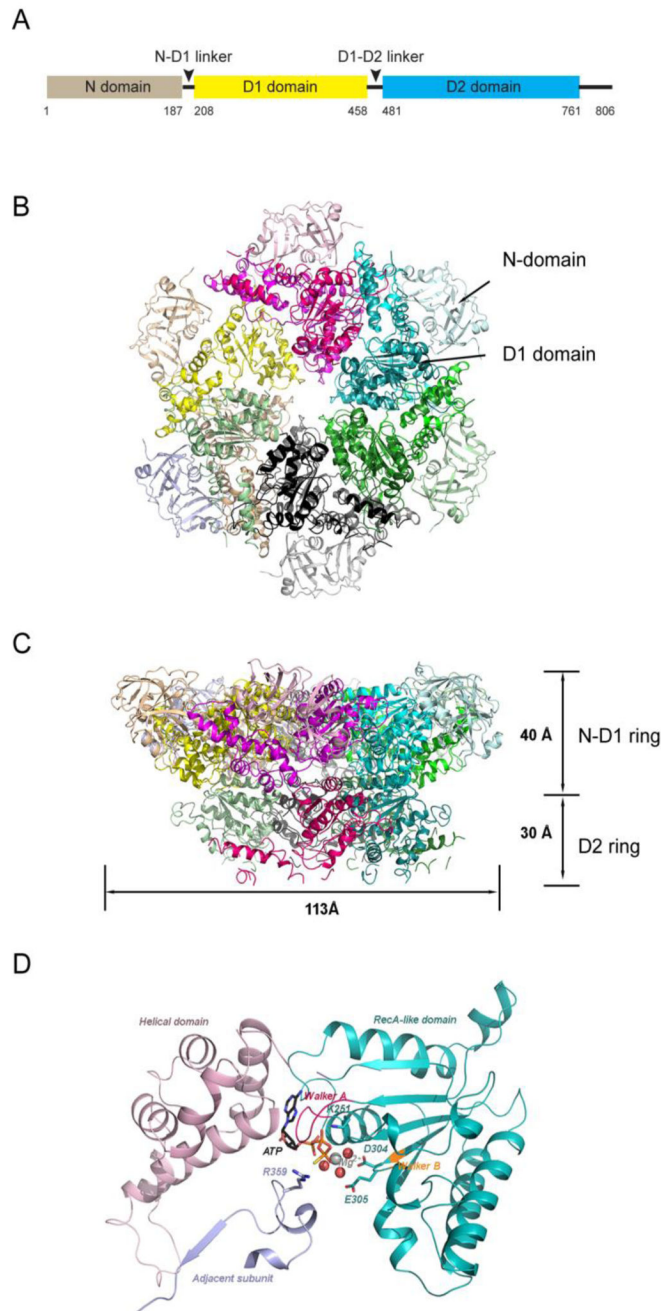 A
N-D1 linker D1-D2 linker
N domain D1 domain D2 domain
1 187 208 458 481 761 806
B
N-domain
D1 domain
C
40 Å N-D1 ring
30 Å D2 ring
113Å
D
Helical domain RecA-like domain
Walker A
K251
ATP D304
Mg2+ Walker B
R359
E305
Adjacent subunit